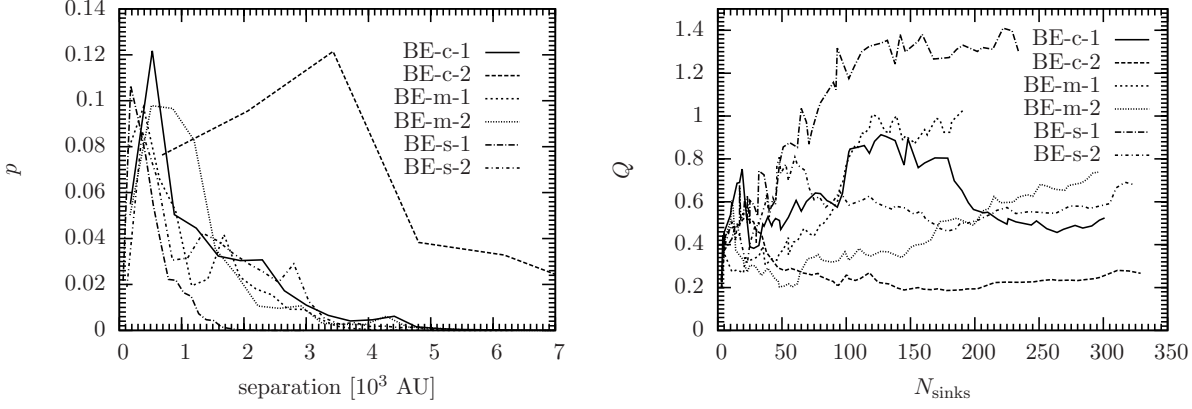 0.14
0.12
0.1
0.08
0.06
0.04
0.02
0
p
0 1 2 3 4 5 6 7
separation [10³ AU]
BE-c-1
BE-c-2
BE-m-1
BE-m-2
BE-s-1
BE-s-2
1.4
1.2
1
0.8
0.6
0.4
0.2
0
Q
0 50 100 150 200 250 300 350
N_sinks
BE-c-1
BE-c-2
BE-m-1
BE-m-2
BE-s-1
BE-s-2